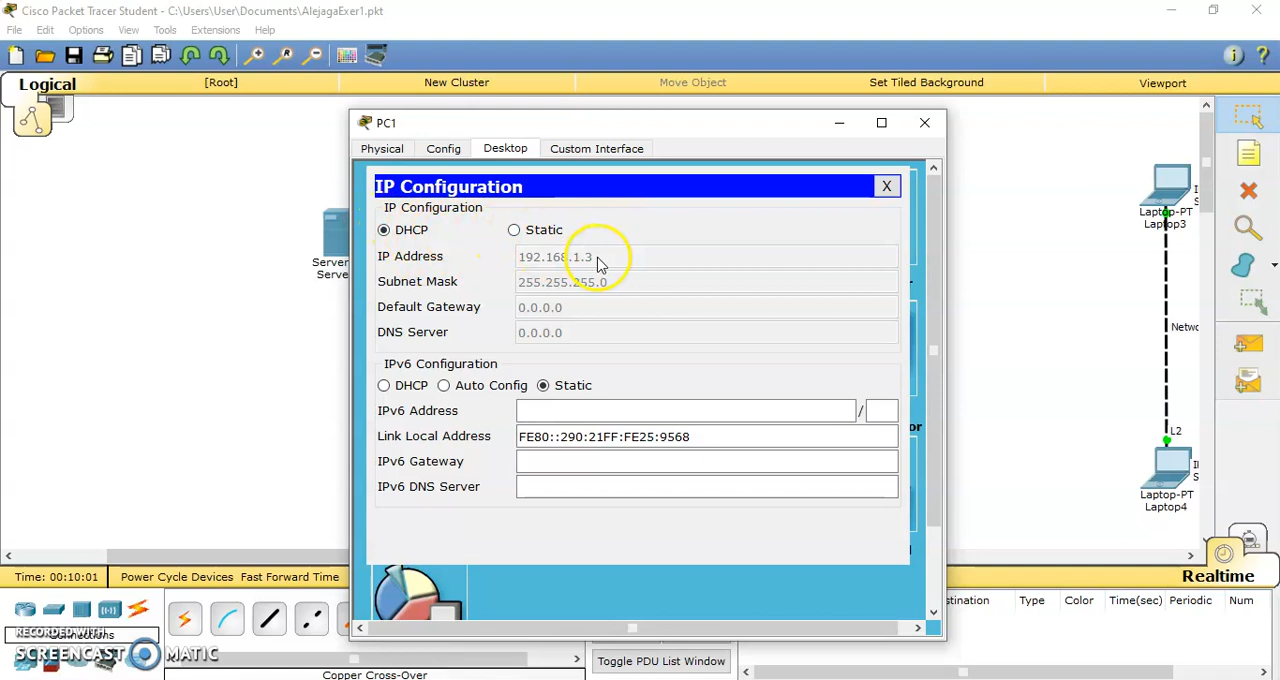 Cisco Packet Tracer Student - C:\Users\User\Documents\AlejagaExer1.pkt
File Edit Options View Tools Extensions Help
Logical [Root] New Cluster Move Object Set Tiled Background Viewport
PC1
Physical Config Desktop Custom Interface
IP Configuration X
IP Configuration
DHCP Static
IP Address 192.168.1.3
Subnet Mask 255.255.255.0
Default Gateway 0.0.0.0
DNS Server 0.0.0.0
IPv6 Configuration
DHCP Auto Config Static
IPv6 Address /
Link Local Address FE80::290:21FF:FE25:9568
IPv6 Gateway
IPv6 DNS Server
Server
Serve
Laptop-PT
Laptop3
Netwo
L2
Laptop-PT
Laptop4
Time: 00:10:01 Power Cycle Devices Fast Forward Time Realtime
Connections
RECORDED WITH
SCREENCAST MATIC
Copper Cross-Over
Toggle PDU List Window
stination Type Color Time(sec) Periodic Num